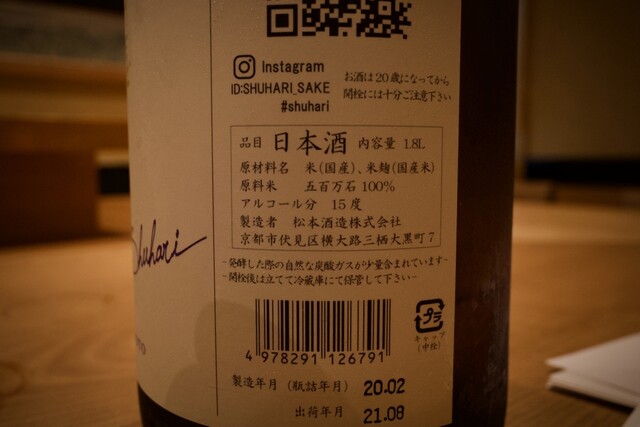 Instagram
ID:SHUHARI_SAKE
#shuhari
お酒は20歳になってから
開栓には十分ご注意下さい
品目 日本酒 内容量 1.8L
原材料名 米(国産)、米麹(国産米)
原料米 五百万石100%
アルコール分 15度
製造者 松本酒造株式会社
京都市伏見区横大路三栖大黒町7
-発酵した際の自然な炭酸ガスが少量含まれています-
-開栓後は立てて冷蔵庫にて保管して下さい-
Shuhari
4 978291 126791
プラ
キャップ
(中栓)
製造年月(瓶詰年月) 20.02
出荷年月 21.08